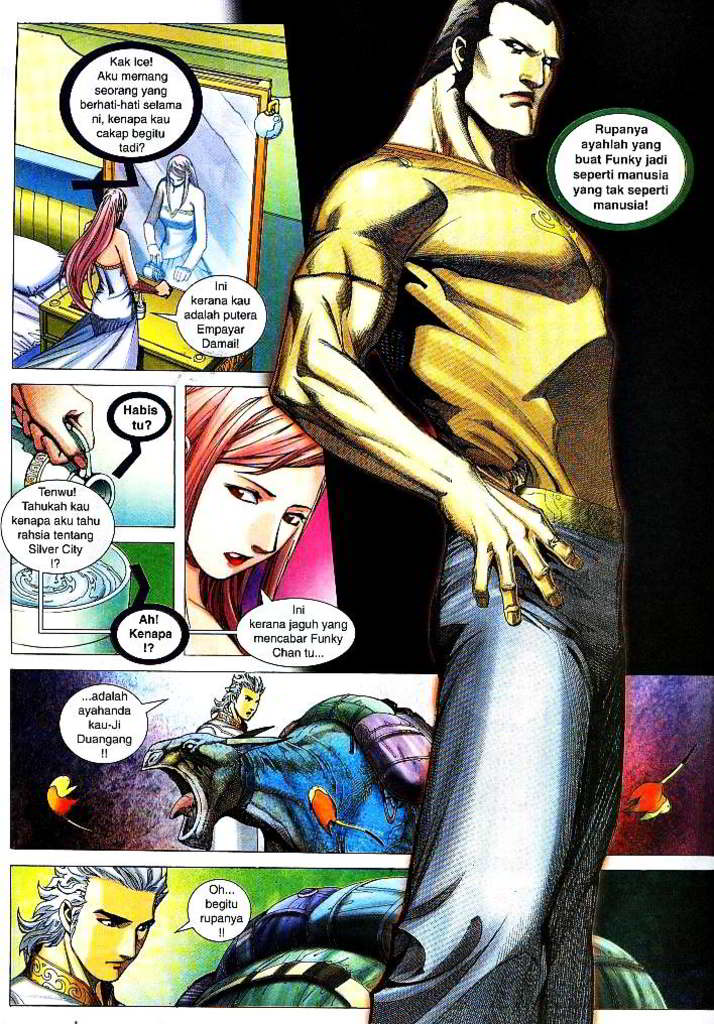 Kak Ice!
Aku memang
seorang yang
berhati-hati selama
ni, kenapa kau
cakap begitu
tadi?
Rupanya
ayahlah yang
buat Funky jadi
seperti manusia
yang tak seperti
manusia!
Ini
kerana kau
adalah putera
Empayar
Damai!
Habis
tu?
Tenwu!
Tahukah kau
kenapa aku tahu
rahsia tentang
Silver City
!?
Ah!
Kenapa
!?
Ini
kerana jaguh yang
mencabar Funky
Chan tu...
...adalah
ayahanda
kau-Ji
Duangang
!!
Oh...
begitu
rupanya
!!